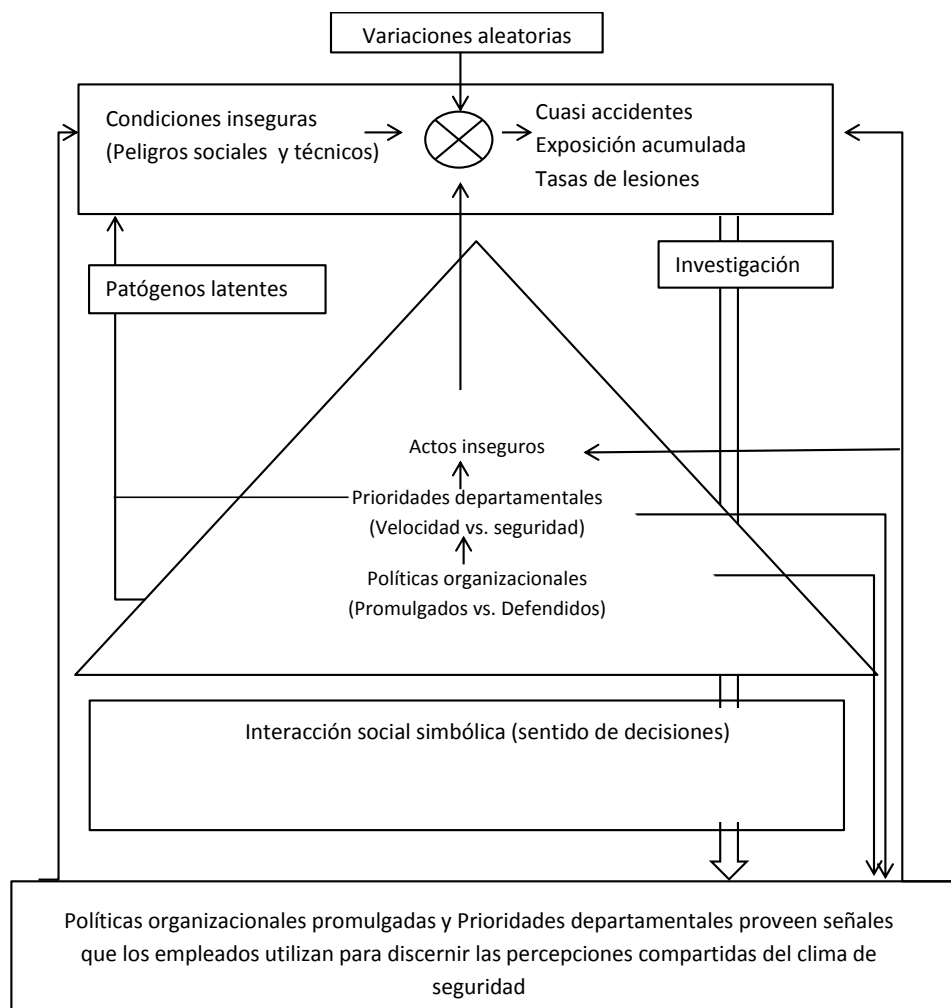 Variaciones aleatorias
Condiciones inseguras
(Peligros sociales y técnicos)
Cuasi accidentes
Exposición acumulada
Tasas de lesiones
Patógenos latentes
Investigación
Actos inseguros
Prioridades departamentales
(Velocidad vs. seguridad)
Políticas organizacionales
(Promulgados vs. Defendidos)
Interacción social simbólica (sentido de decisiones)
Políticas organizacionales promulgadas y Prioridades departamentales proveen señales
que los empleados utilizan para discernir las percepciones compartidas del clima de
seguridad